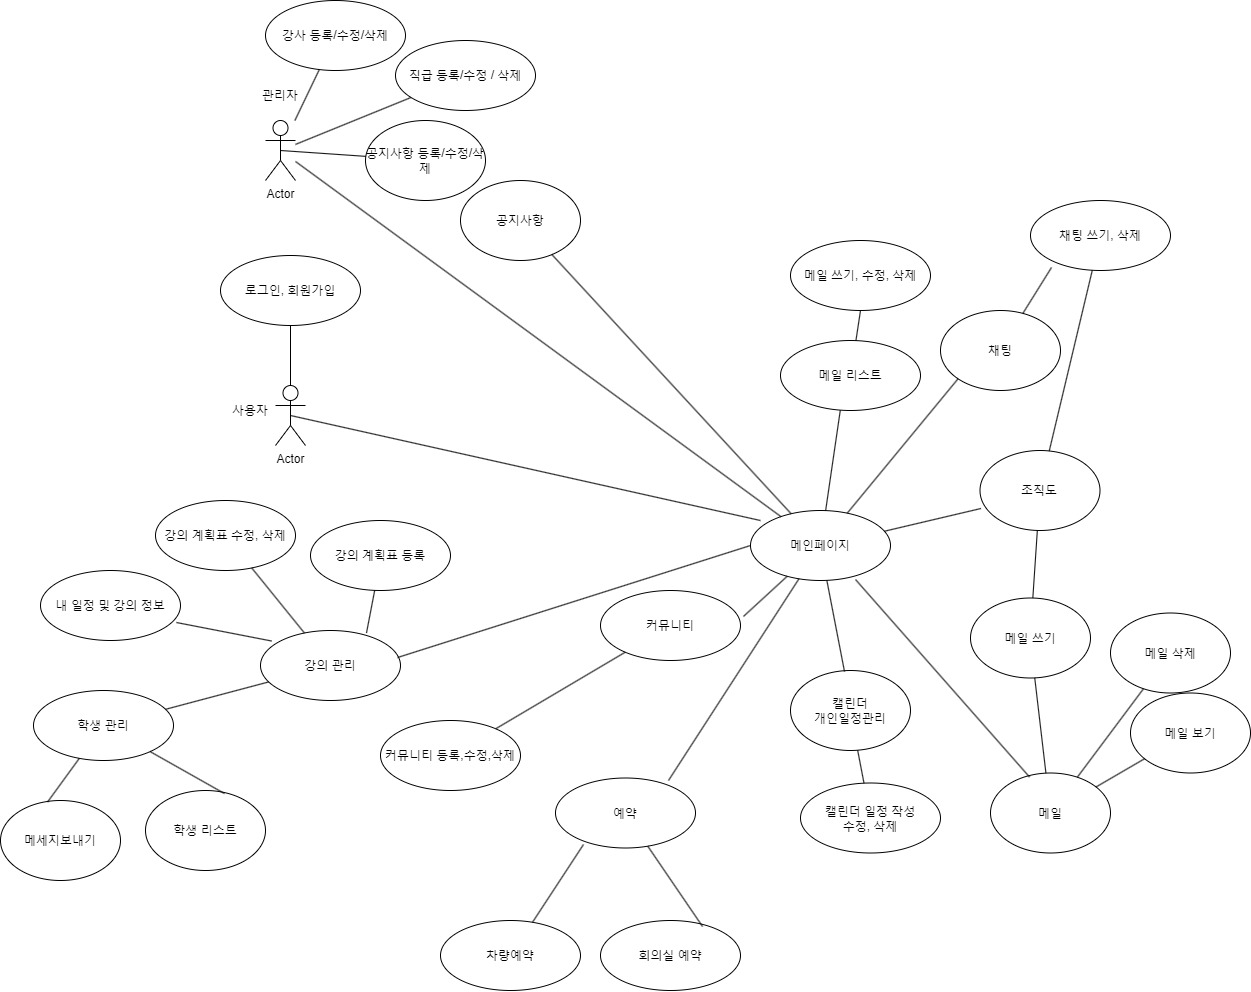 강사 등록/수정/삭제
직급 등록/수정 / 삭제
관리자
공지사항 등록/수정/삭
제
Actor
공지사항
채팅 쓰기, 삭제
메일 쓰기, 수정, 삭제
로그인, 회원가입
채팅
메일 리스트
사용자
Actor
조직도
강의 계획표 수정, 삭제
메인페이지
강의 계획표 등록
내 일정 및 강의 정보
커뮤니티
메일 쓰기
메일 삭제
강의 관리
캘린더
개인일정관리
학생 관리
메일 보기
커뮤니티 등록,수정,삭제
예약
캘린더 일정 작성
수정, 삭제
메일
메세지보내기
학생 리스트
차량예약
회의실 예약